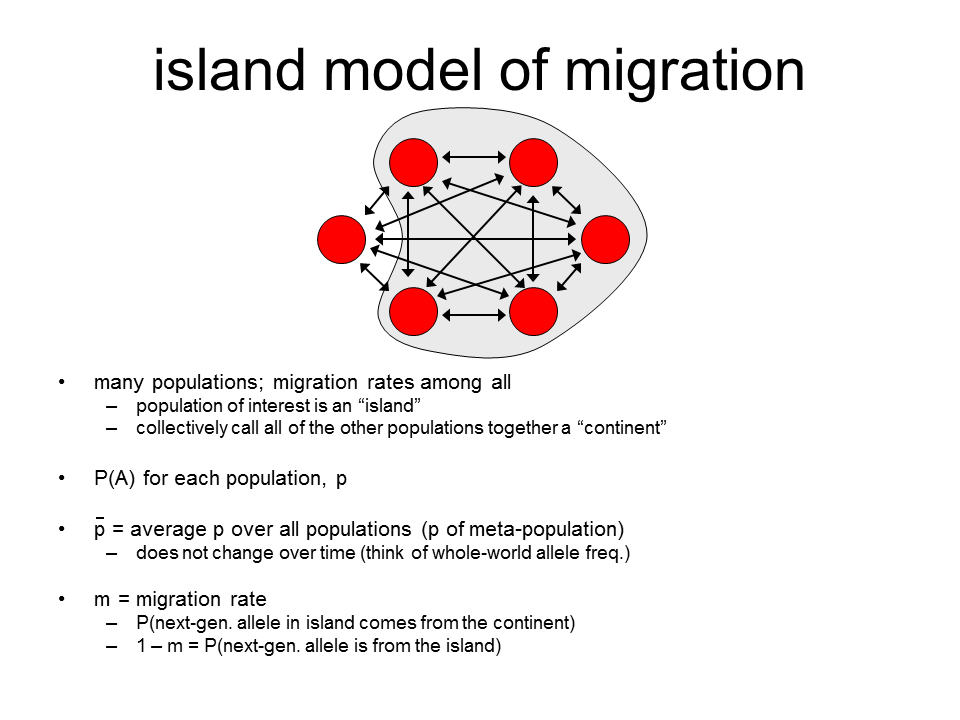 island model of migration
• many populations; migration rates among all
– population of interest is an “island”
– collectively call all of the other populations together a “continent”
• P(A) for each population, p
• p̄ = average p over all populations (p of meta-population)
– does not change over time (think of whole-world allele freq.)
• m = migration rate
– P(next-gen. allele in island comes from the continent)
– 1 – m = P(next-gen. allele is from the island)